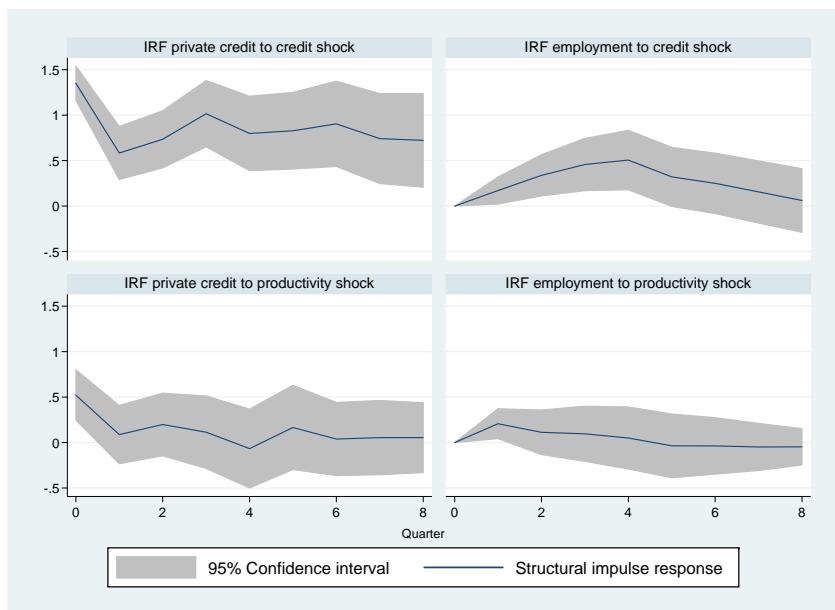 IRF private credit to credit shock
IRF employment to credit shock
1.5
1
.5
0
-.5
IRF private credit to productivity shock
IRF employment to productivity shock
1.5
1
.5
0
-.5
0 2 4 6 8 0 2 4 6 8
Quarter
95% Confidence interval Structural impulse response